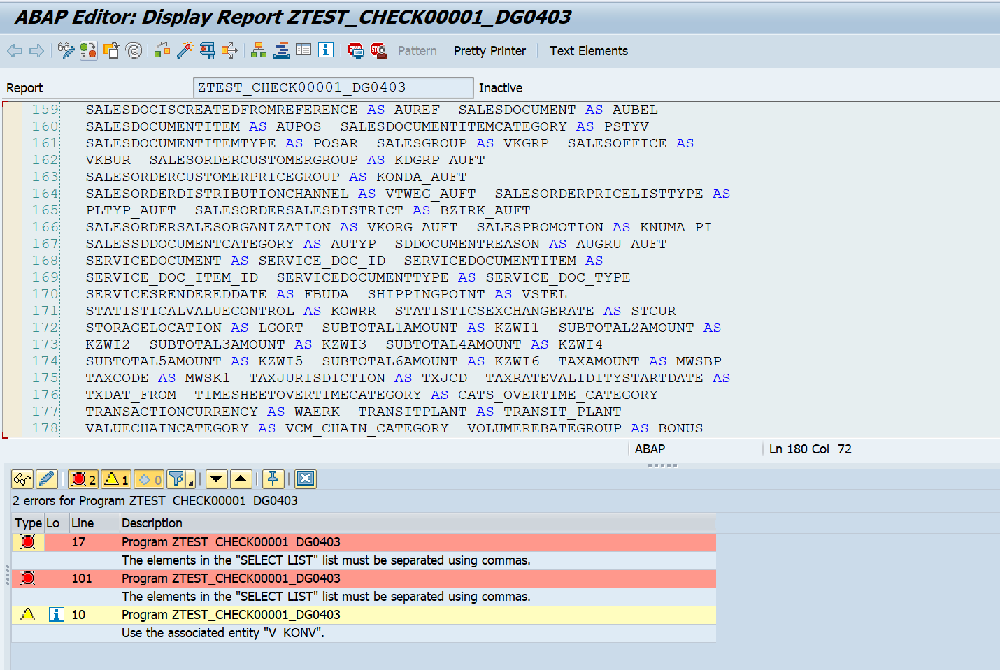 ABAP Editor: Display Report ZTEST_CHECK00001_DG0403
Pattern Pretty Printer Text Elements
Report ZTEST_CHECK00001_DG0403 Inactive
159 SALESDOCISCREATEDFROMREFERENCE AS AUREF SALESDOCUMENT AS AUBEL
160 SALESDOCUMENTITEM AS AUPOS SALESDOCUMENTITEMCATEGORY AS PSTYV
161 SALESDOCUMENTITEMTYPE AS POSAR SALESGROUP AS VKGRP SALESOFFICE AS
162 VKBUR SALESORDERCUSTOMERGROUP AS KDGRP_AUFT
163 SALESORDERCUSTOMERPRICEGROUP AS KONDA_AUFT
164 SALESORDERDISTRIBUTIONCHANNEL AS VTWEG_AUFT SALESORDERPRICELISTTYPE AS
165 PLTYP_AUFT SALESORDERSALESDISTRICT AS BZIRK_AUFT
166 SALESORDERSALESORGANIZATION AS VKORG_AUFT SALESPROMOTION AS KNUMA_PI
167 SALESSDDOCUMENTCATEGORY AS AUTYP SDDOCUMENTREASON AS AUGRU_AUFT
168 SERVICEDOCUMENT AS SERVICE_DOC_ID SERVICEDOCUMENTITEM AS
169 SERVICE_DOC_ITEM_ID SERVICEDOCUMENTTYPE AS SERVICE_DOC_TYPE
170 SERVICESRENDEREDDATE AS FBUDA SHIPPINGPOINT AS VSTEL
171 STATISTICALVALUECONTROL AS KOWRR STATISTICSEXCHANGERATE AS STCUR
172 STORAGELOCATION AS LGORT SUBTOTAL1AMOUNT AS KZWI1 SUBTOTAL2AMOUNT AS
173 KZWI2 SUBTOTAL3AMOUNT AS KZWI3 SUBTOTAL4AMOUNT AS KZWI4
174 SUBTOTAL5AMOUNT AS KZWI5 SUBTOTAL6AMOUNT AS KZWI6 TAXAMOUNT AS MWSBP
175 TAXCODE AS MWSK1 TAXJURISDICTION AS TXJCD TAXRATEVALIDITYSTARTDATE AS
176 TXDAT_FROM TIMESHEETOVERTIMECATEGORY AS CATS_OVERTIME_CATEGORY
177 TRANSACTIONCURRENCY AS WAERK TRANSITPLANT AS TRANSIT_PLANT
178 VALUECHAINCATEGORY AS VCM_CHAIN_CATEGORY VOLUMEREBATEGROUP AS BONUS
ABAP Ln 180 Col 72
2 1 0
2 errors for Program ZTEST_CHECK00001_DG0403
Type Lo... Line Description
17 Program ZTEST_CHECK00001_DG0403
The elements in the "SELECT LIST" list must be separated using commas.
101 Program ZTEST_CHECK00001_DG0403
The elements in the "SELECT LIST" list must be separated using commas.
10 Program ZTEST_CHECK00001_DG0403
Use the associated entity "V_KONV".